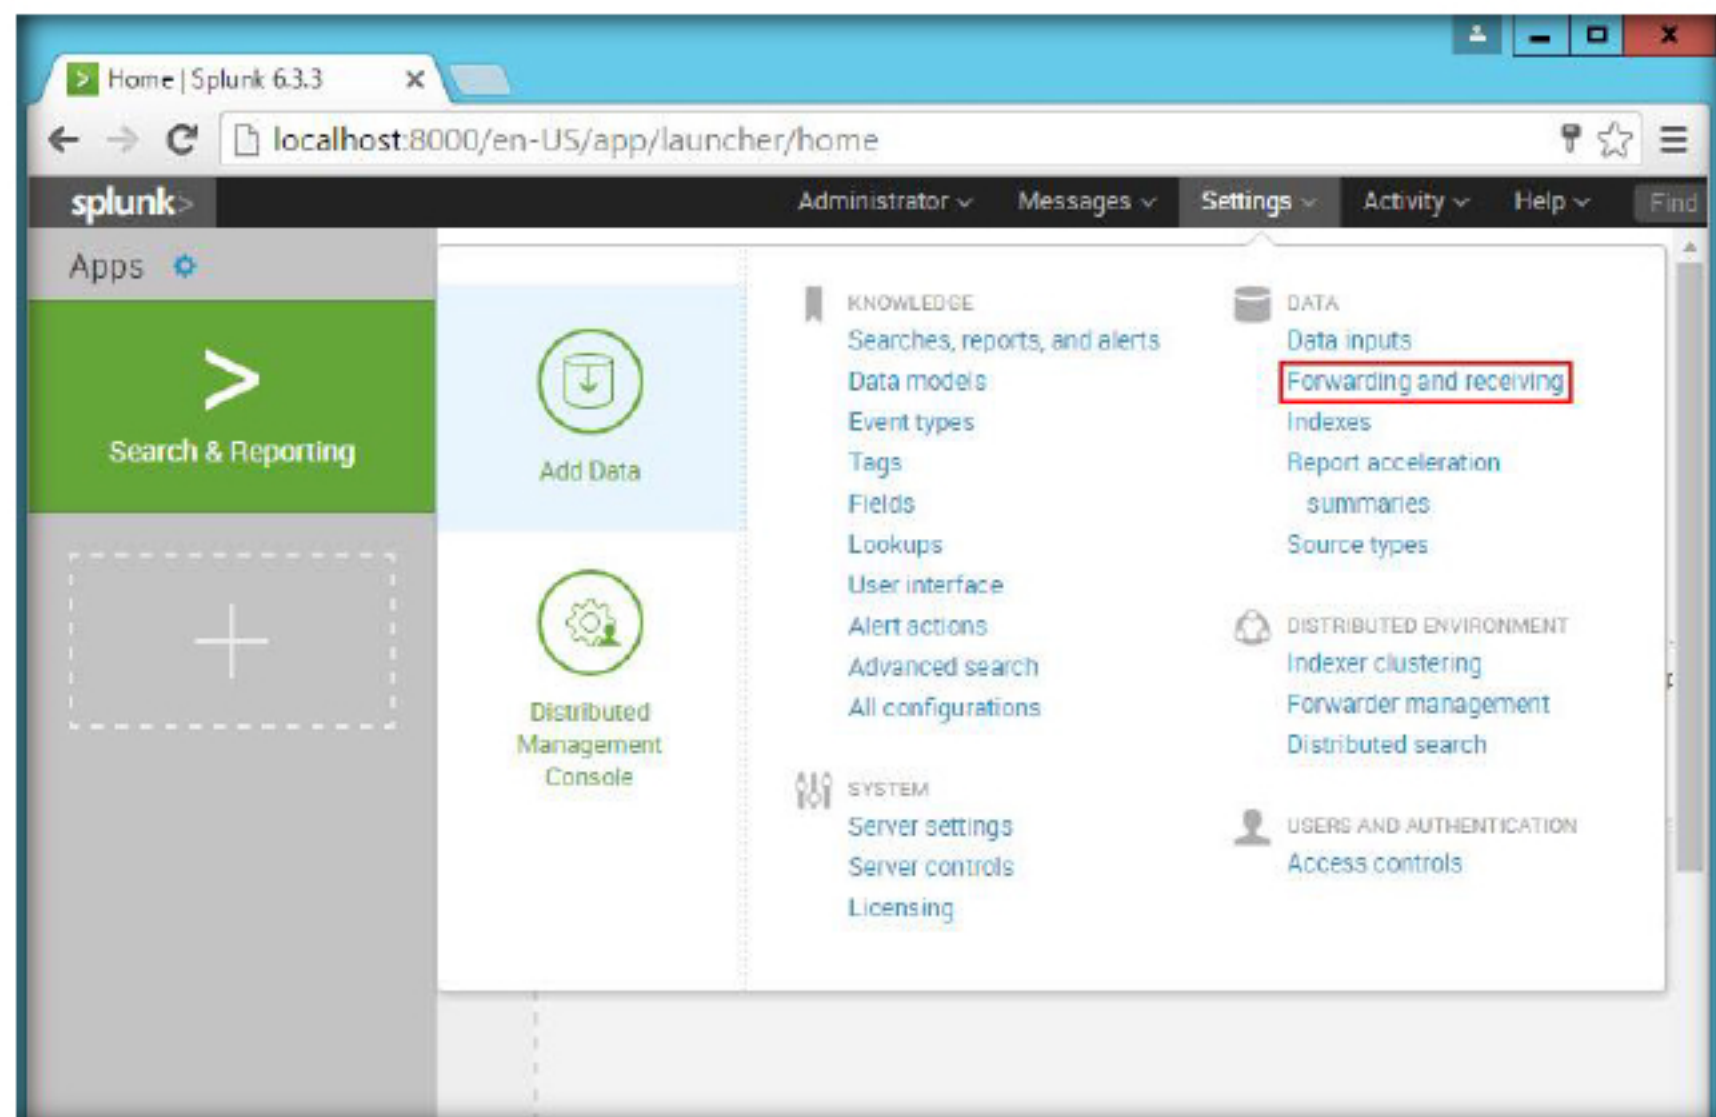 Home | Splunk 6.3.3
localhost:8000/en-US/app/launcher/home
splunk>
Administrator
Messages
Settings
Activity
Help
Find
Apps
>
Search & Reporting
Add Data
Distributed
Management
Console
KNOWLEDGE
Searches, reports, and alerts
Data models
Event types
Tags
Fields
Lookups
User interface
Alert actions
Advanced search
All configurations
SYSTEM
Server settings
Server controls
Licensing
DATA
Data inputs
Forwarding and receiving
Indexes
Report acceleration
summaries
Source types
DISTRIBUTED ENVIRONMENT
Indexer clustering
Forwarder management
Distributed search
USERS AND AUTHENTICATION
Access controls